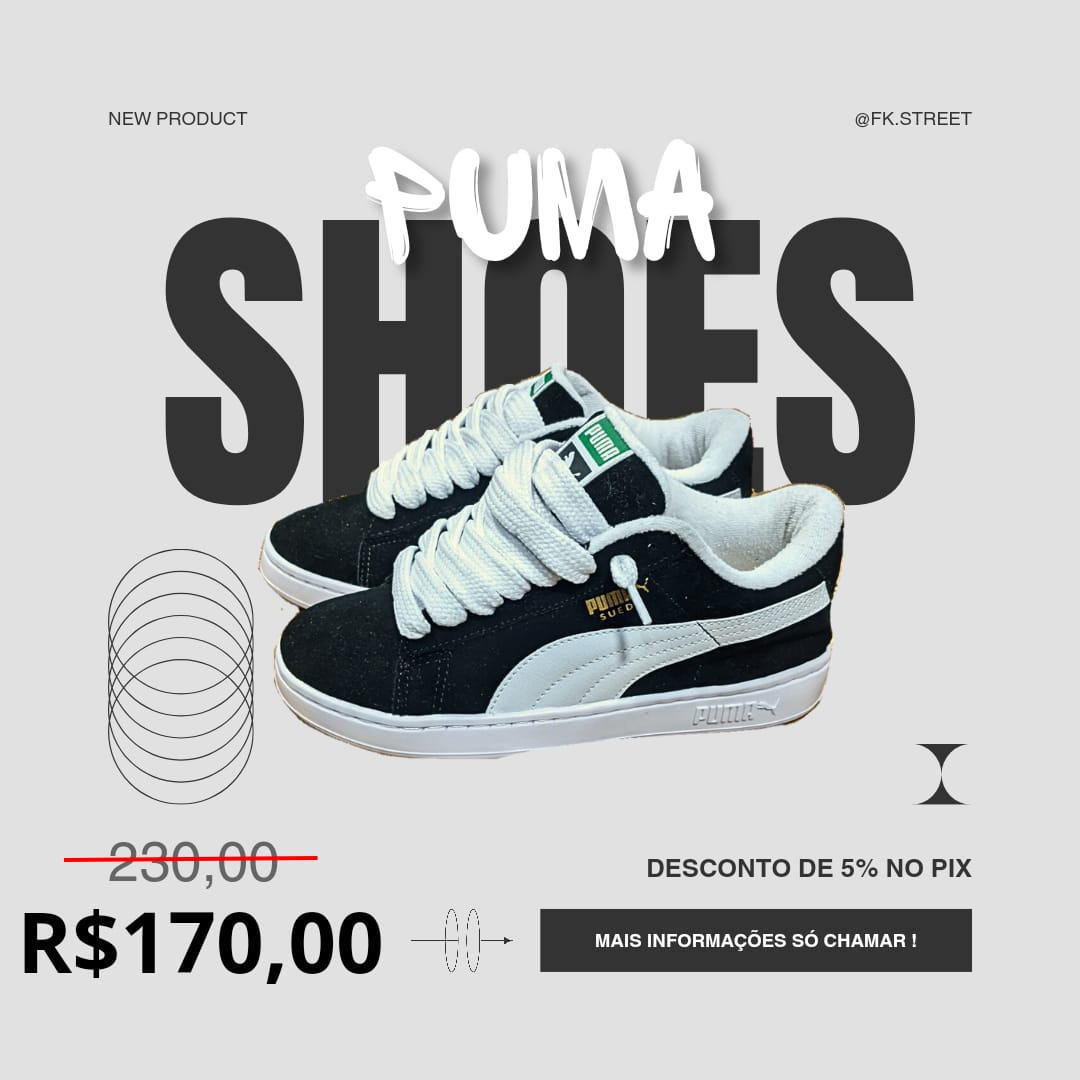 NEW PRODUCT
@FK.STREET
PUMA
SHOES
PUMA
PUMA
SUED
PUMA
230,00
R$170,00
DESCONTO DE 5% NO PIX
MAIS INFORMAÇÕES SÓ CHAMAR !